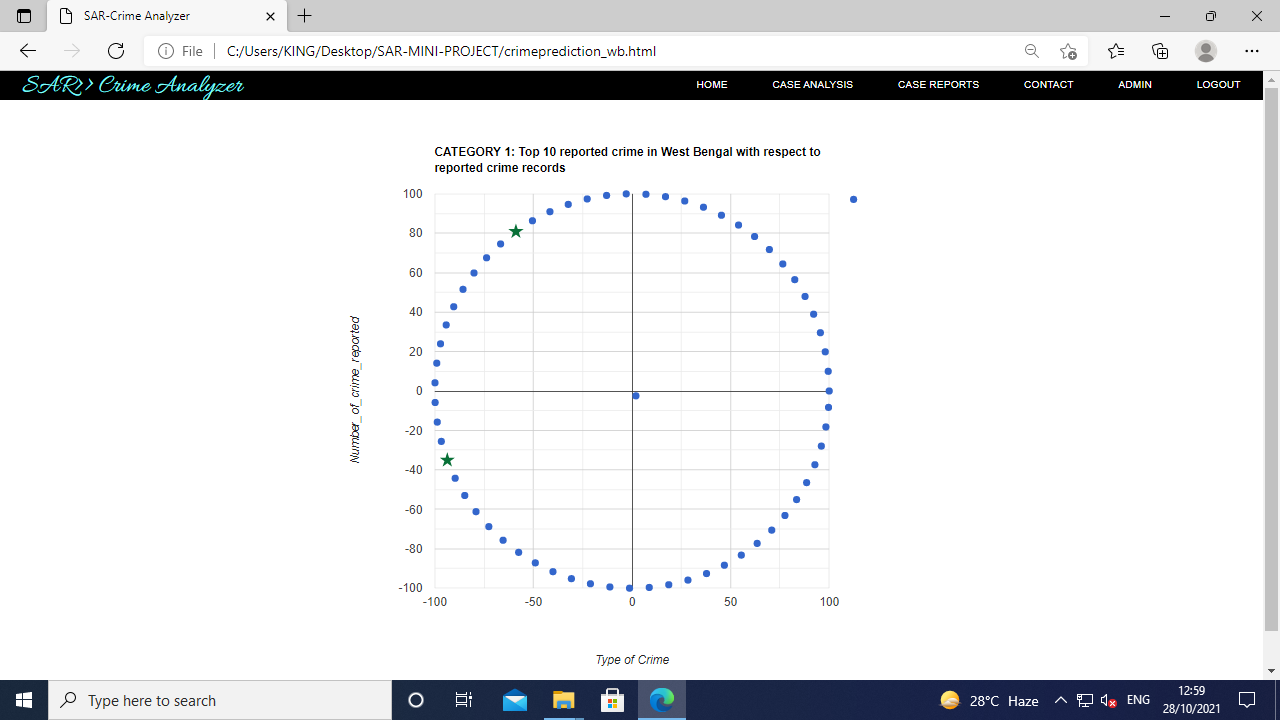 SAR-Crime Analyzer
File
C:/Users/KING/Desktop/SAR-MINI-PROJECT/crimeprediction_wb.html
SAR>> Crime Analyzer
HOME
CASE ANALYSIS
CASE REPORTS
CONTACT
ADMIN
LOGOUT
CATEGORY 1: Top 10 reported crime in West Bengal with respect to
reported crime records
100
80
60
40
20
0
-20
-40
-60
-80
-100
Number_of_crime_reported
-100
-50
0
50
100
Type of Crime
Type here to search
28°C Haze
ENG
12:59
28/10/2021